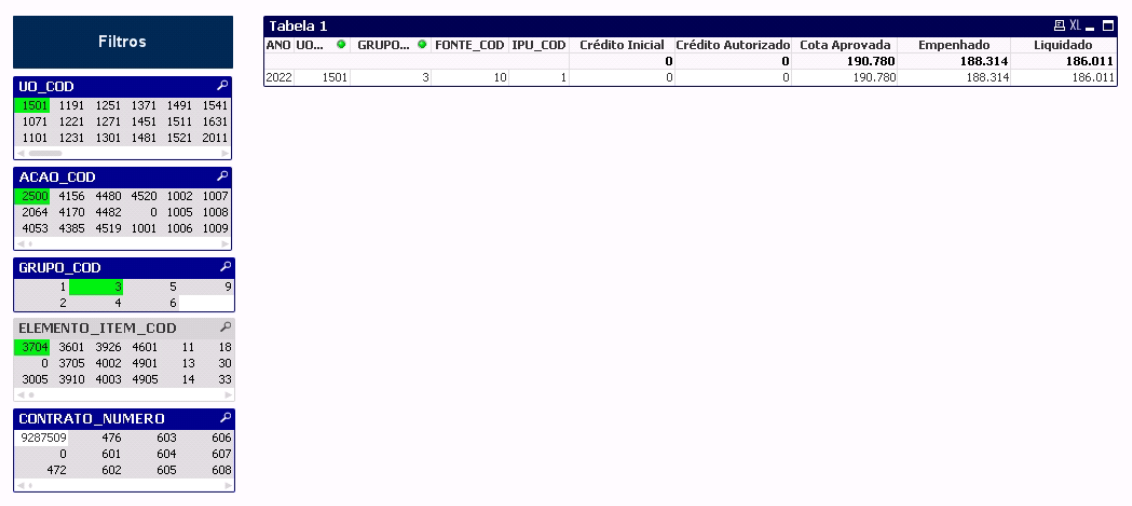 Filtros
UO_COD
1501 1191 1251 1371 1491 1541
1071 1221 1271 1451 1511 1631
1101 1231 1301 1481 1521 2011
ACAO_COD
2500 4156 4480 4520 1002 1007
2064 4170 4482 0 1005 1008
4053 4385 4519 1001 1006 1009
GRUPO_COD
1 3 5 9
2 4 6
ELEMENTO_ITEM_COD
3704 3601 3926 4601 11 18
0 3705 4002 4901 13 30
3005 3910 4003 4905 14 33
CONTRATO_NUMERO
9287509 476 603 606
0 601 604 607
472 602 605 608
Tabela 1 XL
ANO UO... GRUPO... FONTE_COD IPU_COD Crédito Inicial Crédito Autorizado Cota Aprovada Empenhado Liquidado
0 0 190.780 188.314 186.011
2022 1501 3 10 1 0 0 190.780 188.314 186.011